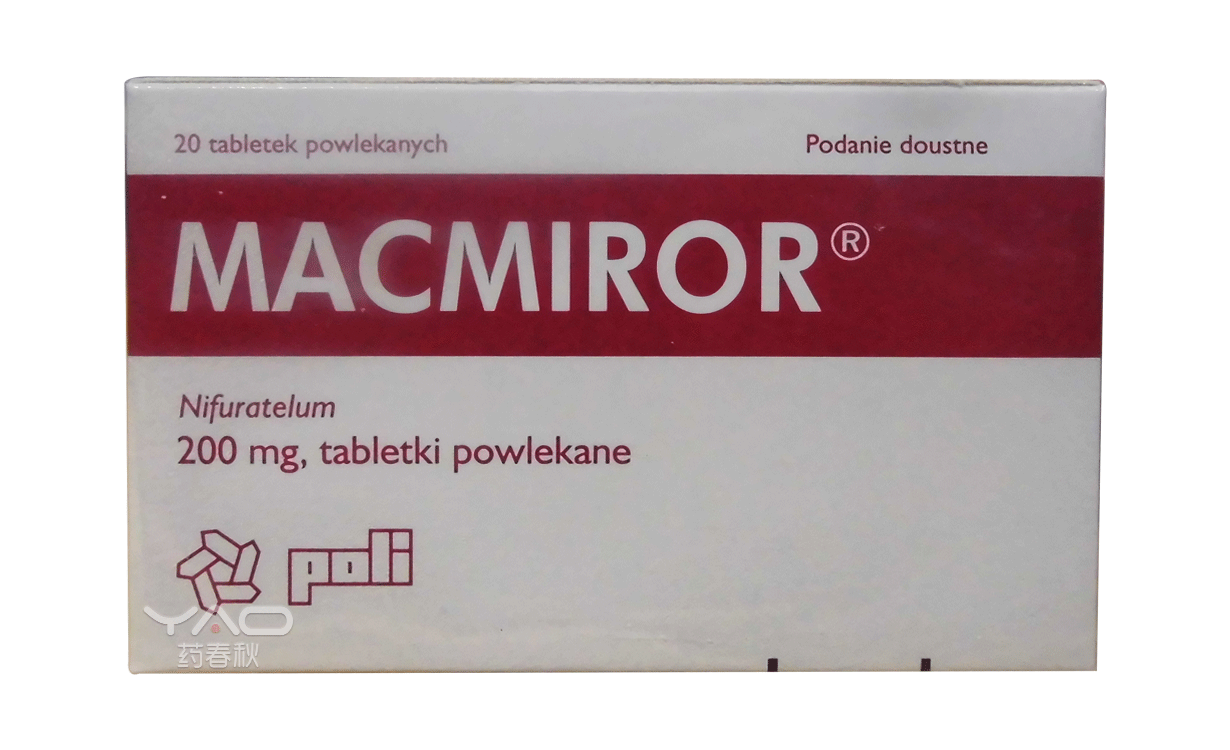 20 tabletek powlekanych
Podanie doustne
MACMIROR®
Nifuratelum
200 mg, tabletki powlekane
poli
YAO
药春秋